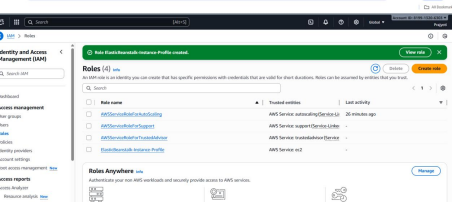 All Bookmarks
Search
[Alt+S]
Global
Account ID: 6188-1338-6301
IAM
Roles
Identity and Access Management (IAM)
Search IAM
Dashboard
Access management
User groups
Users
Roles
Policies
Identity providers
Account settings
Root access management New
Access reports
Access Analyzer
Resource analysis New
Role ElasticBeanstalk-Instance-Profile created.
View role
Roles (4) Info
Delete
Create role
An IAM role is an identity you can create that has specific permissions with credentials that are valid for short durations. Roles can be assumed by entities that you trust.
Search
1
Role name
Trusted entities
Last activity
AWSServiceRoleForAutoScaling
AWS Service: autoscaling (Service-Li
26 minutes ago
AWSServiceRoleForSupport
AWS Service: support (Service-Linke
-
AWSServiceRoleForTrustedAdvisor
AWS Service: trustedadvisor (Service
-
ElasticBeanstalk-Instance-Profile
AWS Service: ec2
-
Roles Anywhere Info
Manage
Authenticate your non AWS workloads and securely provide access to AWS services.